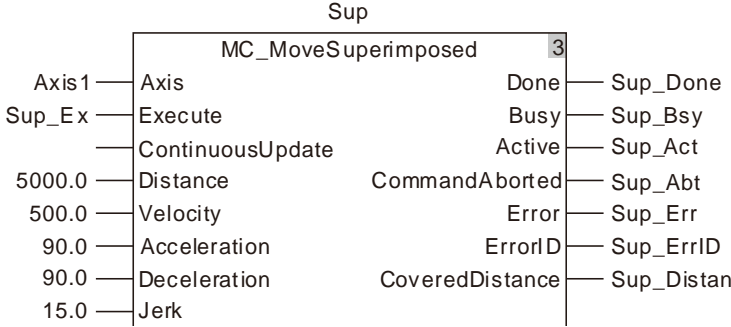 Sup
MC_MoveSuperimposed 3
Axis1 Axis Done Sup_Done
Sup_Ex Execute Busy Sup_Bsy
ContinuousUpdate Active Sup_Act
5000.0 Distance CommandAborted Sup_Abt
500.0 Velocity Error Sup_Err
90.0 Acceleration ErrorID Sup_ErrID
90.0 Deceleration CoveredDistance Sup_Distan
15.0 Jerk